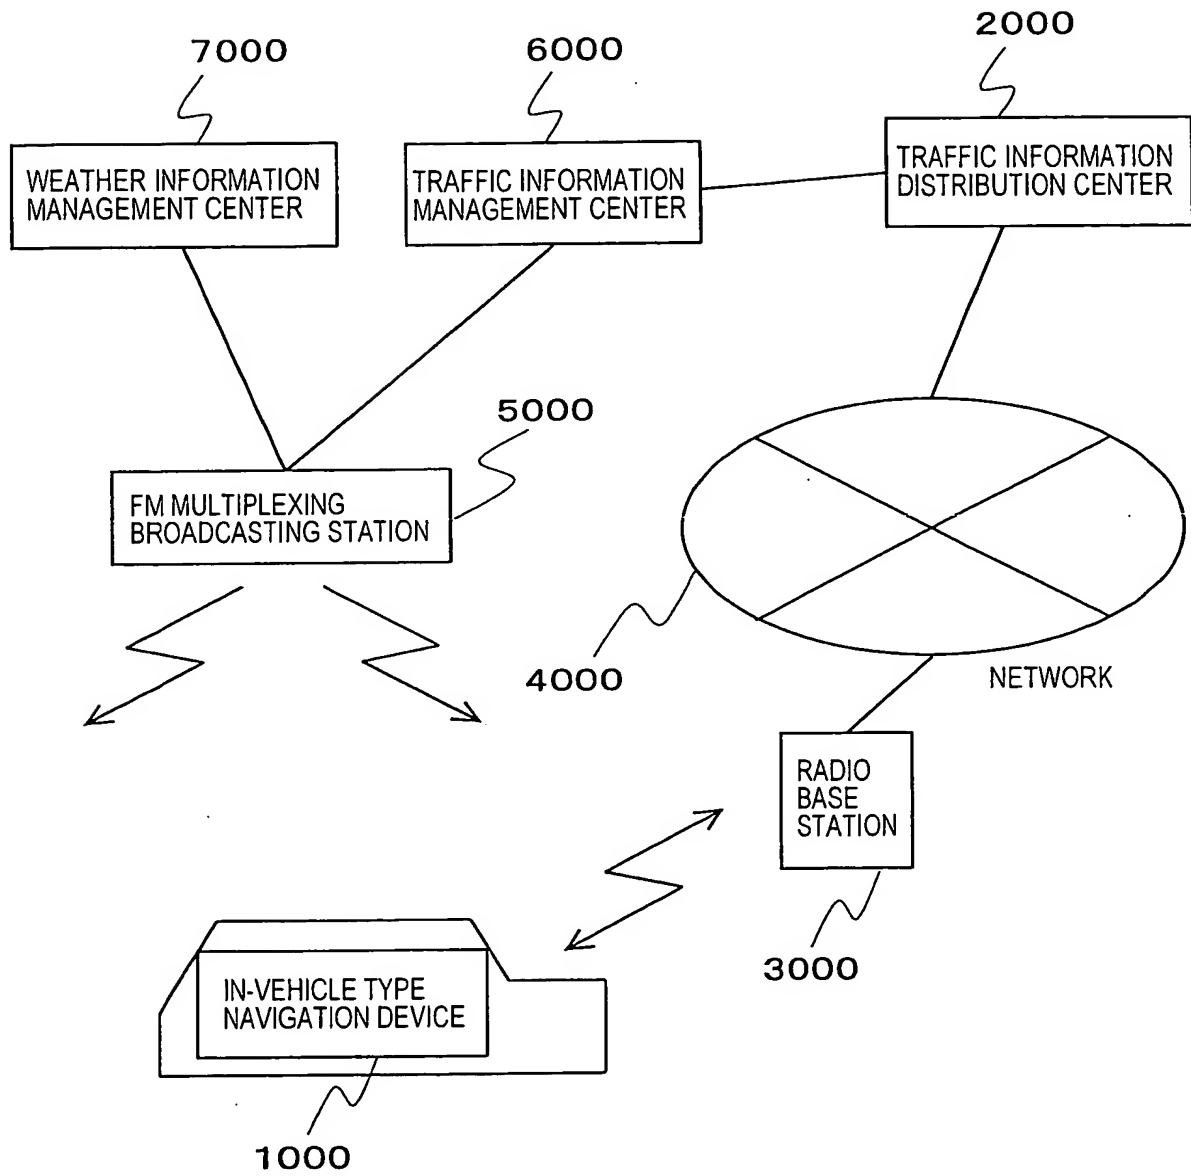 7000
6000
2000
WEATHER INFORMATION
MANAGEMENT CENTER
TRAFFIC INFORMATION
MANAGEMENT CENTER
TRAFFIC INFORMATION
DISTRIBUTION CENTER
5000
FM MULTIPLEXING
BROADCASTING STATION
4000
NETWORK
RADIO
BASE
STATION
3000
IN-VEHICLE TYPE
NAVIGATION DEVICE
1000